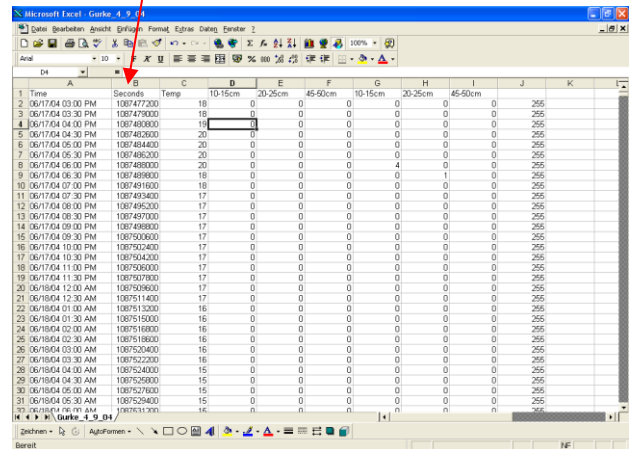 Microsoft Excel - Gurke_4_9_04
Datei Bearbeiten Ansicht Einfügen Format Extras Daten Fenster ?
100%
Arial 10 F K U % 000
D4 =
A B C D E F G H I J K
1 Time Seconds Temp 10-15cm 20-25cm 45-50cm 10-15cm 20-25cm 45-50cm
2 06/17/04 03:00 PM 1087477200 18 0 0 0 0 0 0 255
3 06/17/04 03:30 PM 1087479000 18 0 0 0 0 0 0 255
4 06/17/04 04:00 PM 1087480800 19 0 0 0 0 0 0 255
5 06/17/04 04:30 PM 1087482600 20 0 0 0 0 0 0 255
6 06/17/04 05:00 PM 1087484400 20 0 0 0 0 0 0 255
7 06/17/04 05:30 PM 1087486200 20 0 0 0 0 0 0 255
8 06/17/04 06:00 PM 1087488000 20 0 0 0 4 0 0 255
9 06/17/04 06:30 PM 1087489800 18 0 0 0 0 1 0 255
10 06/17/04 07:00 PM 1087491600 18 0 0 0 0 0 0 255
11 06/17/04 07:30 PM 1087493400 17 0 0 0 0 0 0 255
12 06/17/04 08:00 PM 1087495200 17 0 0 0 0 0 0 255
13 06/17/04 08:30 PM 1087497000 17 0 0 0 0 0 0 255
14 06/17/04 09:00 PM 1087498800 17 0 0 0 0 0 0 255
15 06/17/04 09:30 PM 1087500600 17 0 0 0 0 0 0 255
16 06/17/04 10:00 PM 1087502400 17 0 0 0 0 0 0 255
17 06/17/04 10:30 PM 1087504200 17 0 0 0 0 0 0 255
18 06/17/04 11:00 PM 1087506000 17 0 0 0 0 0 0 255
19 06/17/04 11:30 PM 1087507800 17 0 0 0 0 0 0 255
20 06/18/04 12:00 AM 1087509600 17 0 0 0 0 0 0 255
21 06/18/04 12:30 AM 1087511400 17 0 0 0 0 0 0 255
22 06/18/04 01:00 AM 1087513200 16 0 0 0 0 0 0 255
23 06/18/04 01:30 AM 1087515000 16 0 0 0 0 0 0 255
24 06/18/04 02:00 AM 1087516800 16 0 0 0 0 0 0 255
25 06/18/04 02:30 AM 1087518600 16 0 0 0 0 0 0 255
26 06/18/04 03:00 AM 1087520400 16 0 0 0 0 0 0 255
27 06/18/04 03:30 AM 1087522200 16 0 0 0 0 0 0 255
28 06/18/04 04:00 AM 1087524000 15 0 0 0 0 0 0 255
29 06/18/04 04:30 AM 1087525800 15 0 0 0 0 0 0 255
30 06/18/04 05:00 AM 1087527600 15 0 0 0 0 0 0 255
31 06/18/04 05:30 AM 1087529400 15 0 0 0 0 0 0 255
32 06/18/04 06:00 AM 1087531200 15 0 0 0 0 0 0 255
Gurke_4_9_04
Zeichnen AutoFormen
Bereit NF